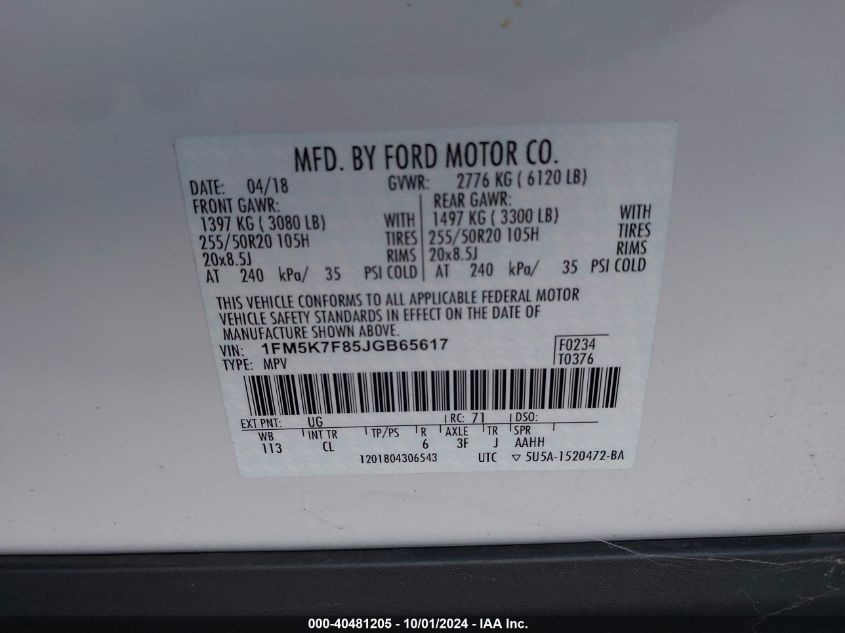 MFD. BY FORD MOTOR CO.
DATE: 04/18 GVWR: 2776 KG ( 6120 LB)
FRONT GAWR: REAR GAWR:
1397 KG ( 3080 LB) WITH 1497 KG ( 3300 LB) WITH
255/50R20 105H TIRES 255/50R20 105H TIRES
20x8.5J RIMS 20x8.5J RIMS
AT 240 kPa/ 35 PSI COLD AT 240 kPa/ 35 PSI COLD
THIS VEHICLE CONFORMS TO ALL APPLICABLE FEDERAL MOTOR
VEHICLE SAFETY STANDARDS IN EFFECT ON THE DATE OF
MANUFACTURE SHOWN ABOVE.
VIN: 1FM5K7F85JGB65617 F0234
TYPE: MPV T0376
EXT PNT: UG RC: 71 DSO:
WB INT TR TP/PS R AXLE TR SPR
113 CL 6 3F J AAHH
1201804306543 UTC ▽ 5U5A-1520472-BA
000-40481205 - 10/01/2024 - IAA Inc.